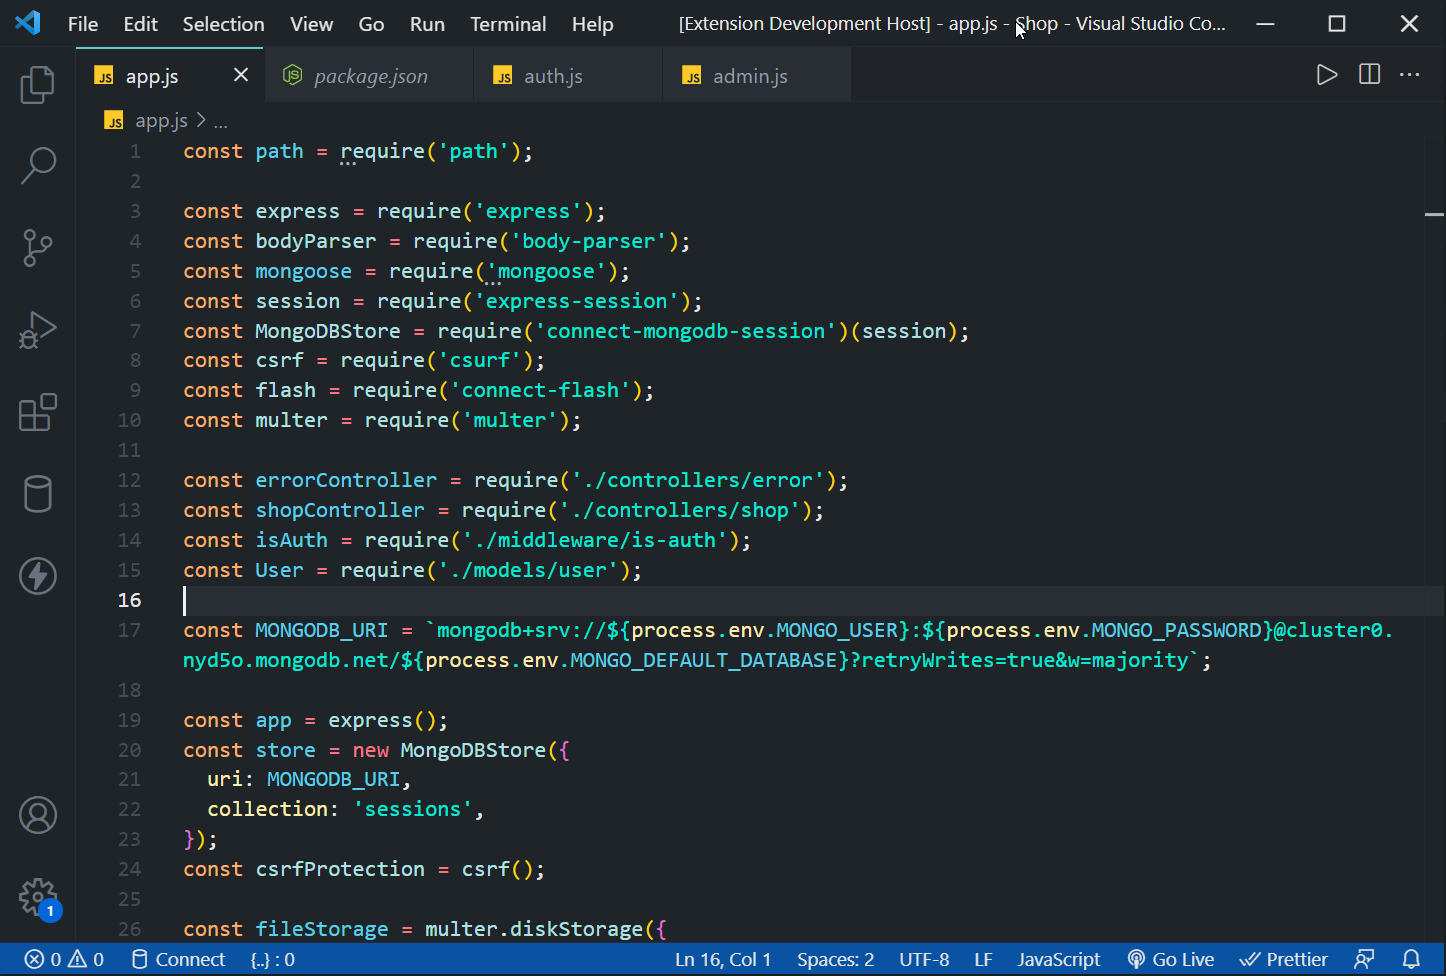 File Edit Selection View Go Run Terminal Help [Extension Development Host] - app.js - Shop - Visual Studio Co...
JS app.js JS package.json JS auth.js JS admin.js
JS app.js > ...
1 const path = require('path');
2
3 const express = require('express');
4 const bodyParser = require('body-parser');
5 const mongoose = require('mongoose');
6 const session = require('express-session');
7 const MongoDBStore = require('connect-mongodb-session')(session);
8 const csrf = require('csurf');
9 const flash = require('connect-flash');
10 const multer = require('multer');
11
12 const errorController = require('./controllers/error');
13 const shopController = require('./controllers/shop');
14 const isAuth = require('./middleware/is-auth');
15 const User = require('./models/user');
16
17 const MONGODB_URI = `mongodb+srv://${process.env.MONGO_USER}:${process.env.MONGO_PASSWORD}@cluster0.
nyd5o.mongodb.net/${process.env.MONGO_DEFAULT_DATABASE}?retryWrites=true&w=majority`;
18
19 const app = express();
20 const store = new MongoDBStore({
21 uri: MONGODB_URI,
22 collection: 'sessions',
23 });
24 const csrfProtection = csrf();
25
26 const fileStorage = multer.diskStorage({
1
0 0 Connect {..} : 0 Ln 16, Col 1 Spaces: 2 UTF-8 LF JavaScript Go Live Prettier